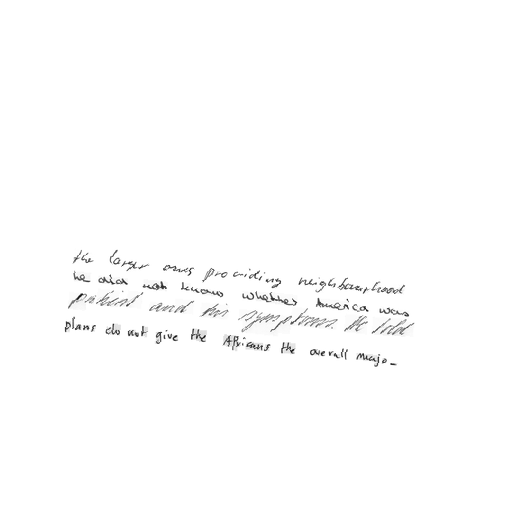 the larger ones providing neighbourhood
he did not know whether America was
patient and his symptoms. He told
plans do not give the Africans the overall majo-